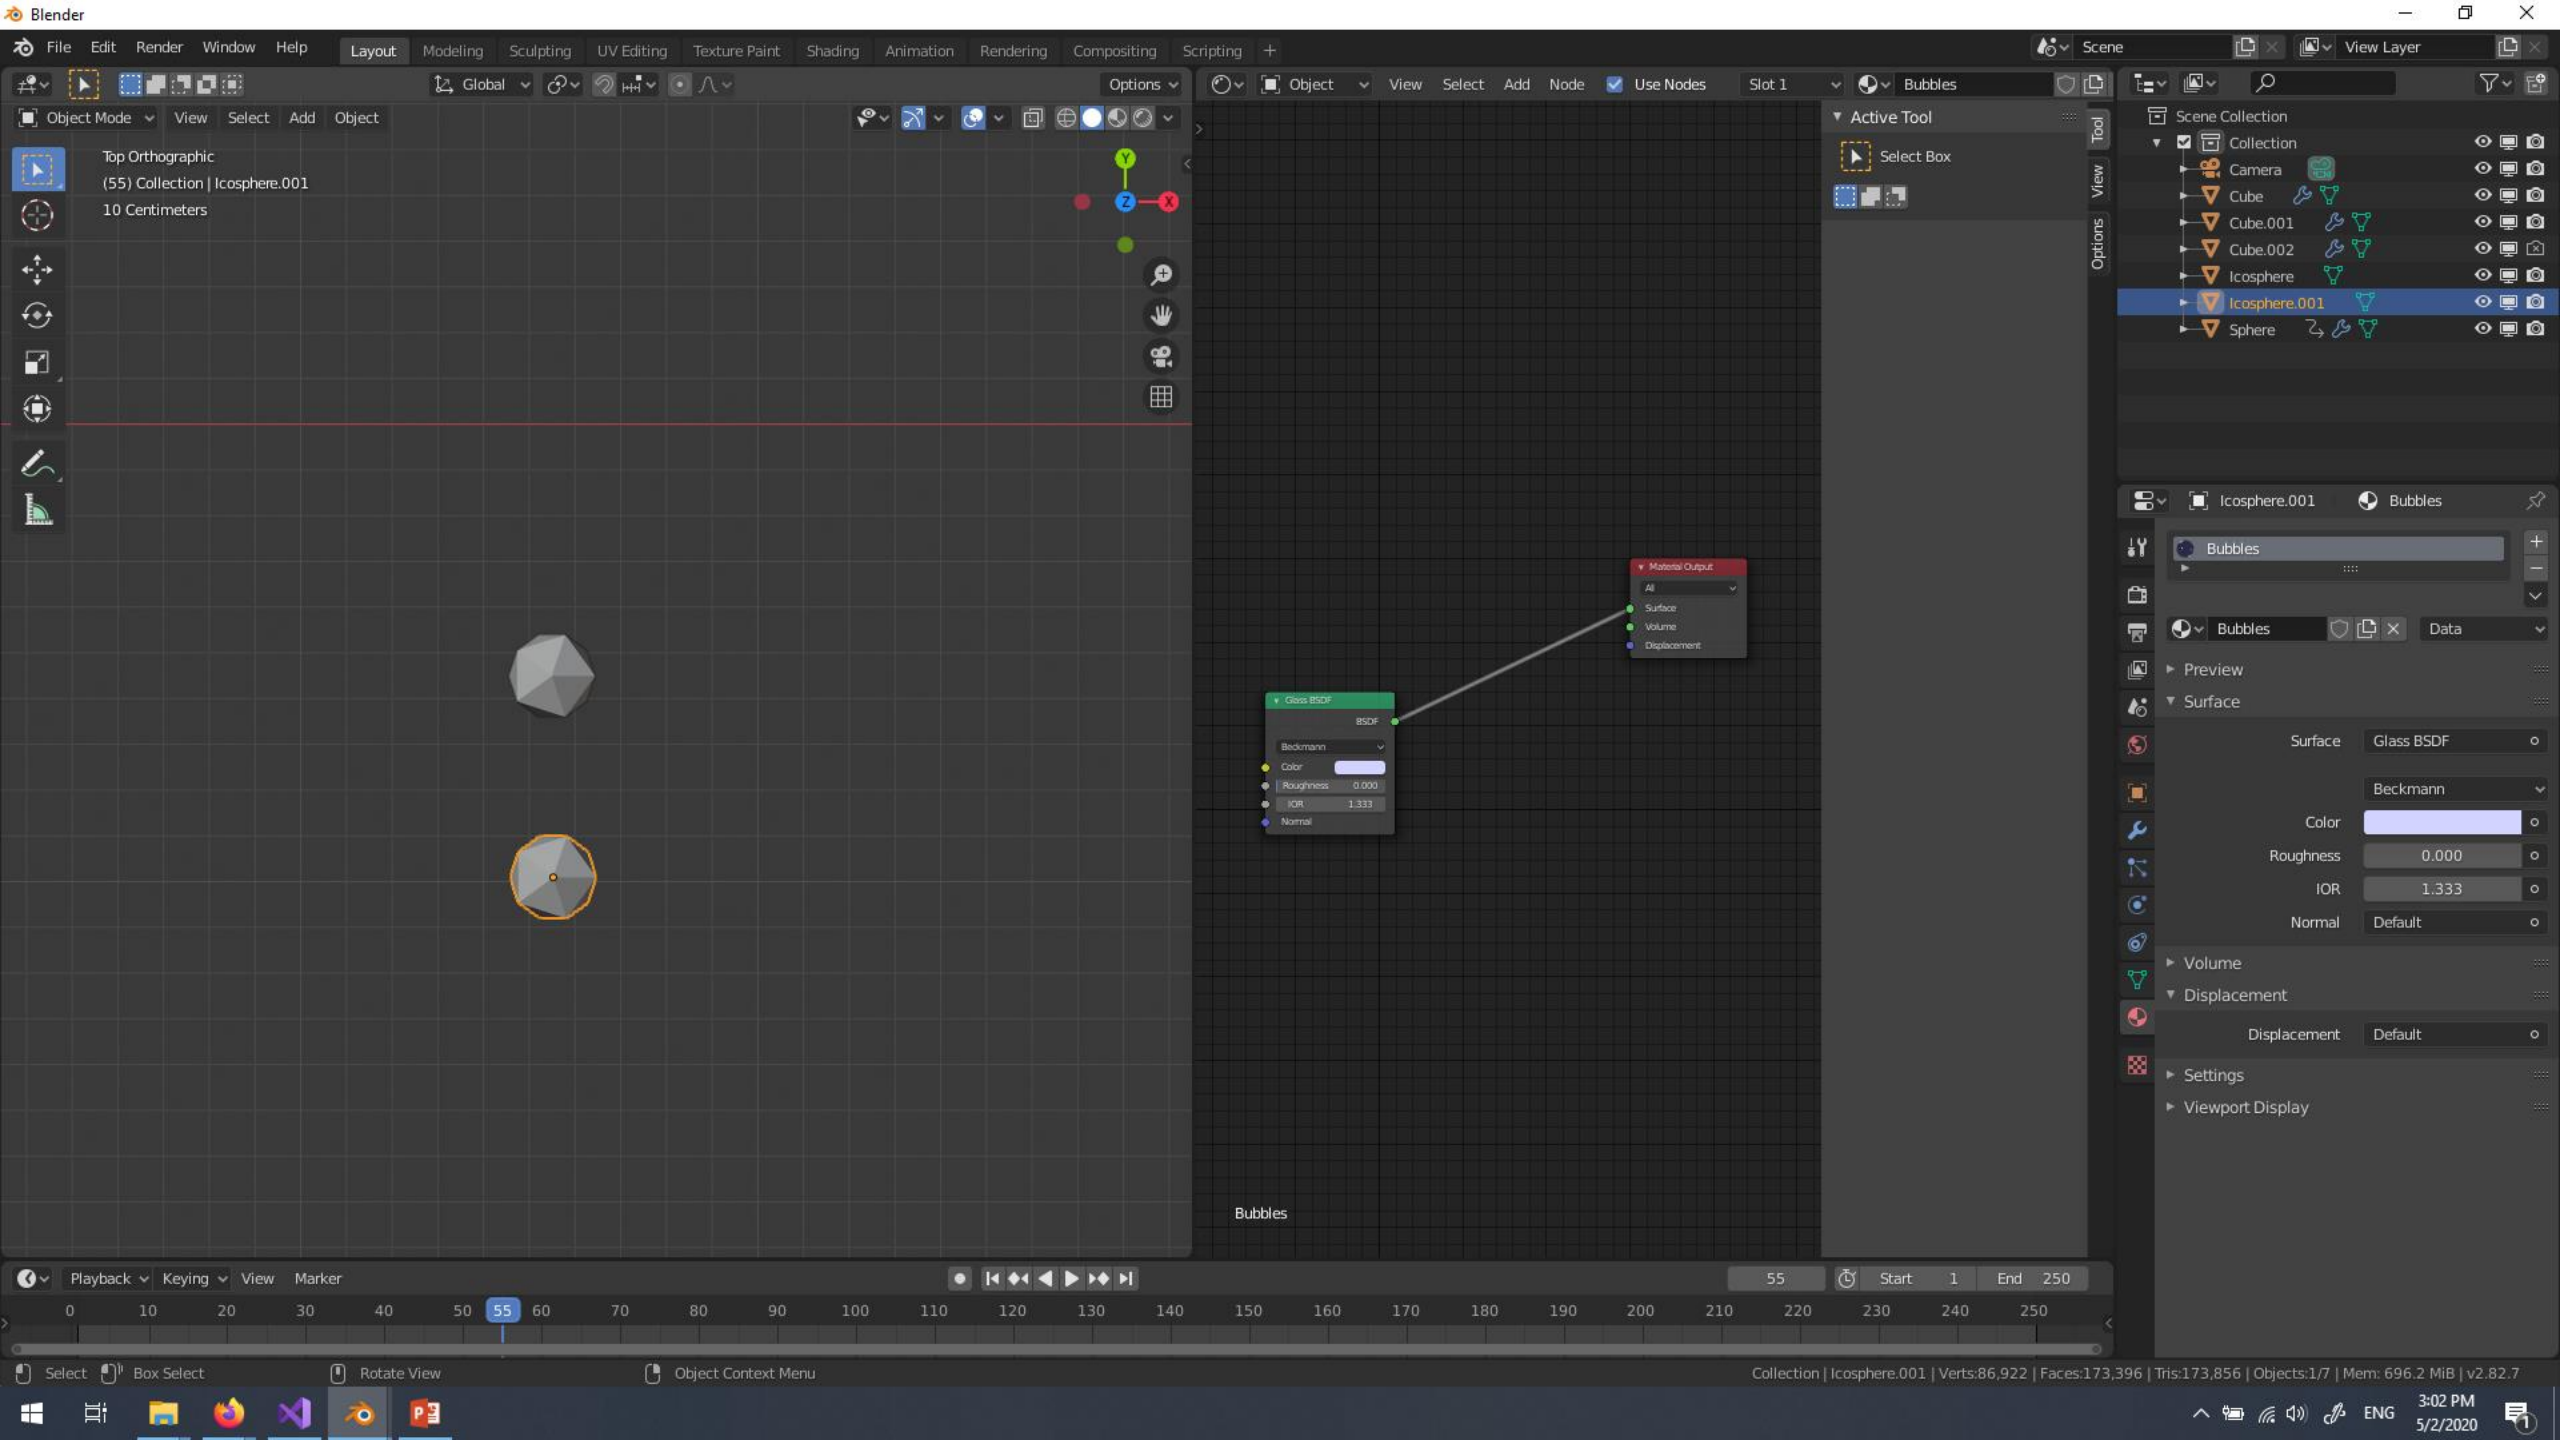 Blender
File Edit Render Window Help Layout Modeling Sculpting UV Editing Texture Paint Shading Animation Rendering Compositing Scripting + Scene View Layer
Global Options Object View Select Add Node Use Nodes Slot 1 Bubbles
Object Mode View Select Add Object
Top Orthographic
(55) Collection | Icosphere.001
10 Centimeters
Y
Z X
Active Tool
Select Box
Tool
View
Options
Scene Collection
Collection
Camera
Cube
Cube.001
Cube.002
Icosphere
Icosphere.001
Sphere
Material Output
All
Surface
Volume
Displacement
Glass BSDF
BSDF
Beckmann
Color
Roughness 0.000
IOR 1.333
Normal
Bubbles
Icosphere.001 Bubbles
Bubbles
Bubbles Data
Preview
Surface
Surface Glass BSDF
Beckmann
Color
Roughness 0.000
IOR 1.333
Normal Default
Volume
Displacement
Displacement Default
Settings
Viewport Display
Playback Keying View Marker 55 Start 1 End 250
0 10 20 30 40 50 55 60 70 80 90 100 110 120 130 140 150 160 170 180 190 200 210 220 230 240 250
Select Box Select Rotate View Object Context Menu Collection | Icosphere.001 | Verts:86,922 | Faces:173,396 | Tris:173,856 | Objects:1/7 | Mem: 696.2 MiB | v2.82.7
ENG 3:02 PM
5/2/2020
1